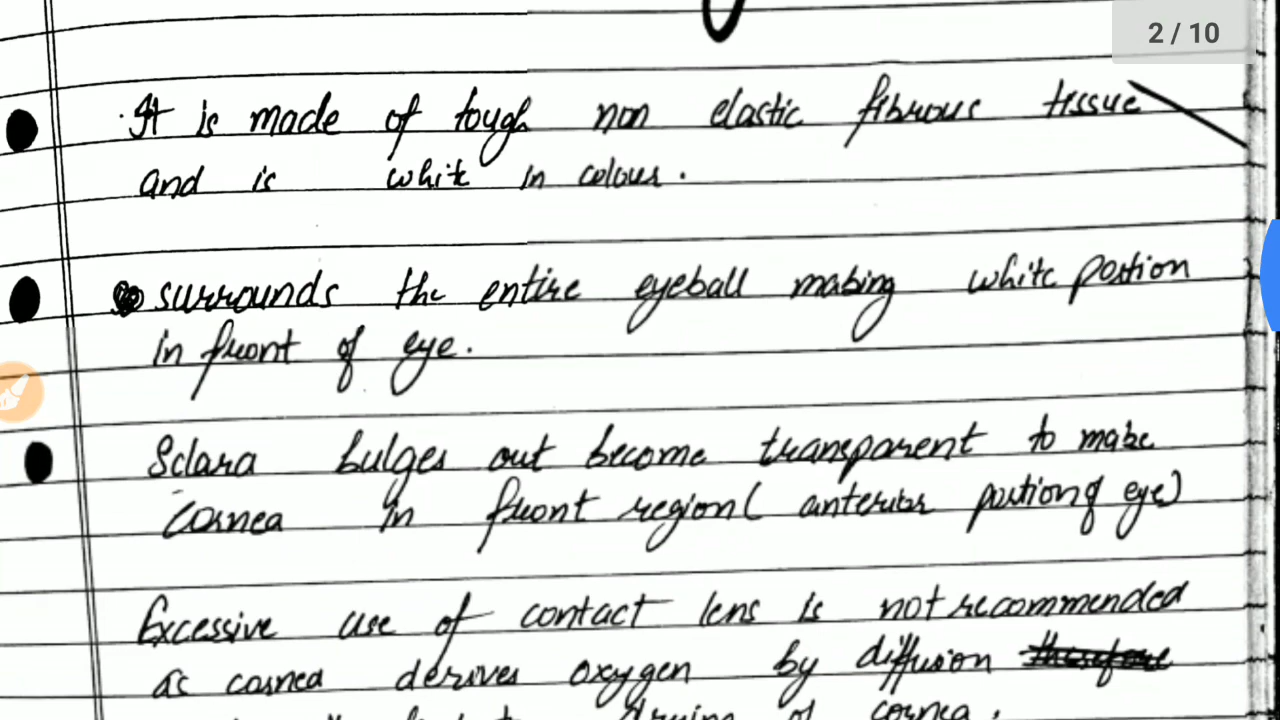 2 / 10
It is made of tough non elastic fibrous tissue
and is white in colour.
surrounds the entire eyeball making white portion
in front of eye.
Sclara bulges out become transparent to make
cornea in front region( anterior portion of eye)
Excessive use of contact lens is not recommended
as cornea derives oxygen by diffusion therefore
drying of cornea.